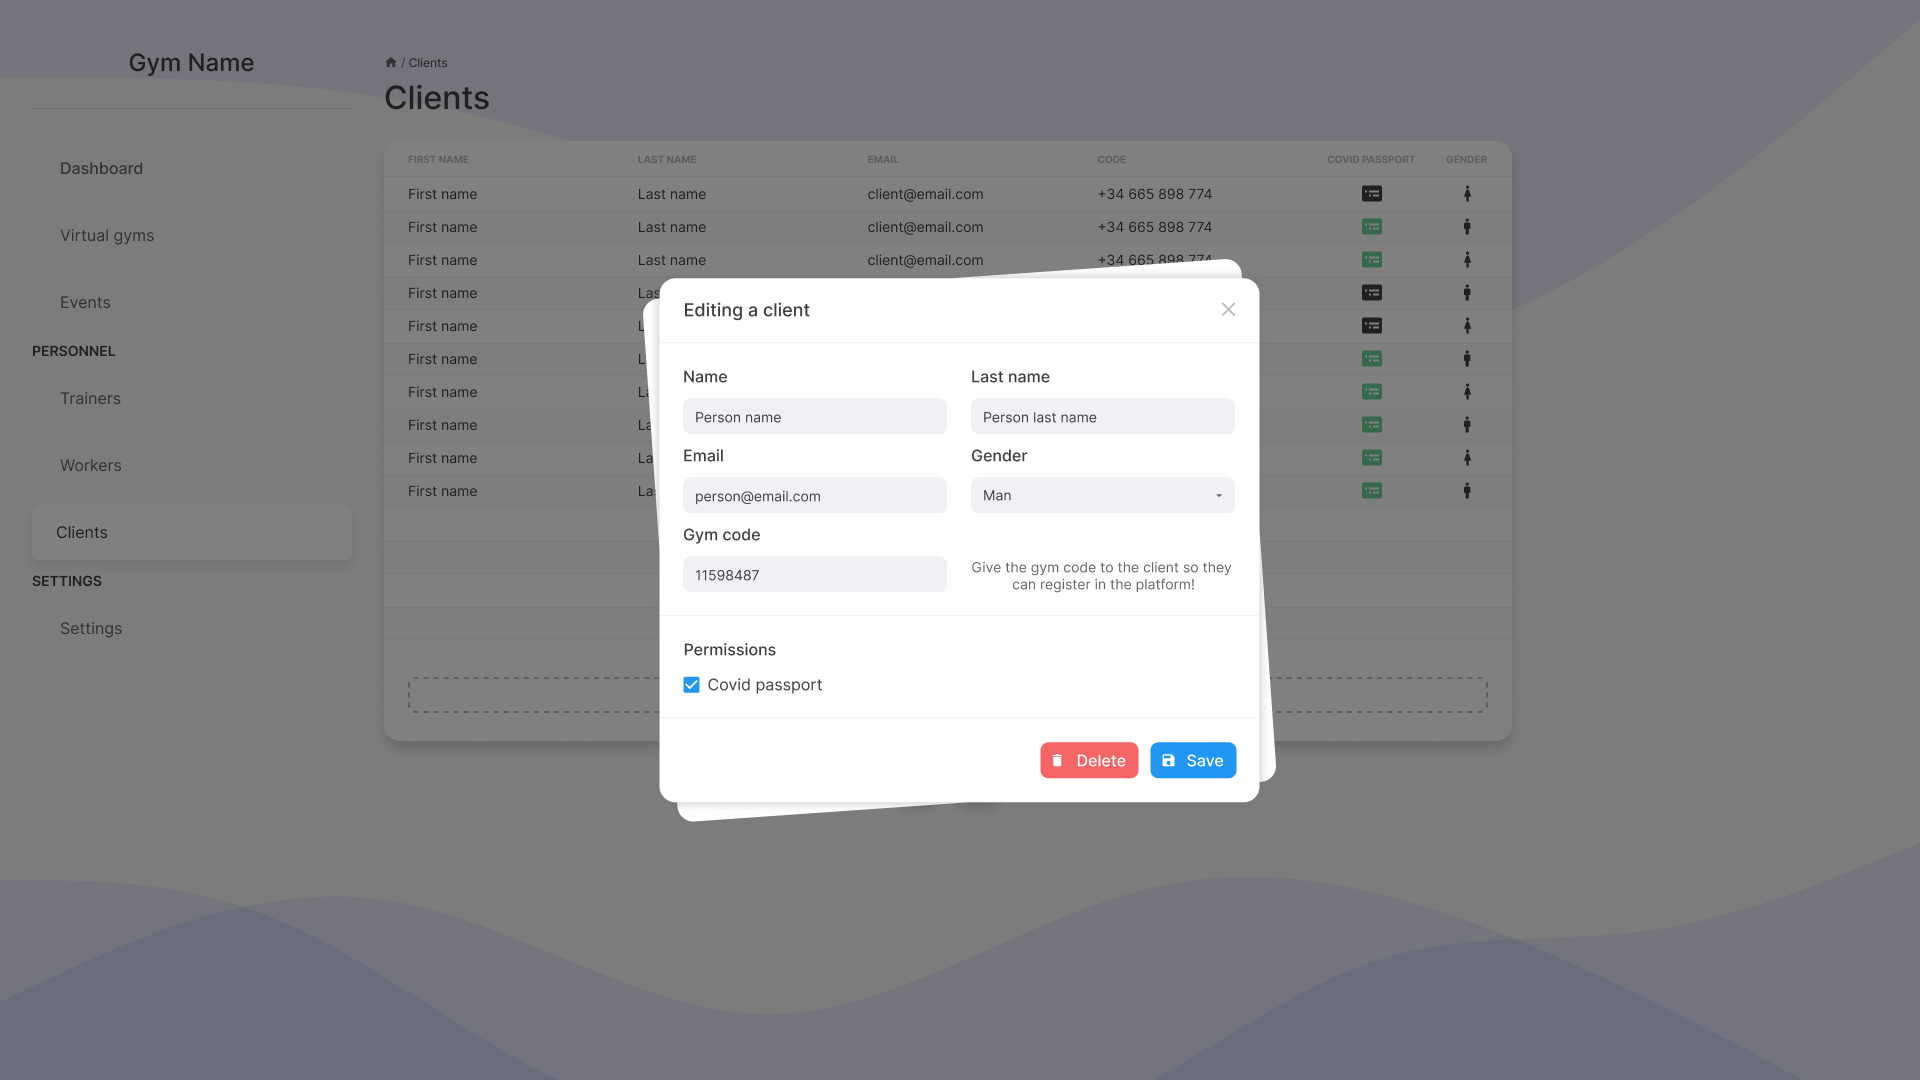 Gym Name
/ Clients
Clients
Dashboard
Virtual gyms
Events
PERSONNEL
Trainers
Workers
Clients
SETTINGS
Settings
FIRST NAME LAST NAME EMAIL CODE COVID PASSPORT GENDER
First name Last name client@email.com +34 665 898 774
First name Last name client@email.com +34 665 898 774
First name Last name client@email.com +34 665 898 774
First name Las
First name L
First name L
First name La
First name La
First name La
First name Las
Editing a client
Name Last name
Person name Person last name
Email Gender
person@email.com Man
Gym code
11598487
Give the gym code to the client so they
can register in the platform!
Permissions
Covid passport
Delete Save